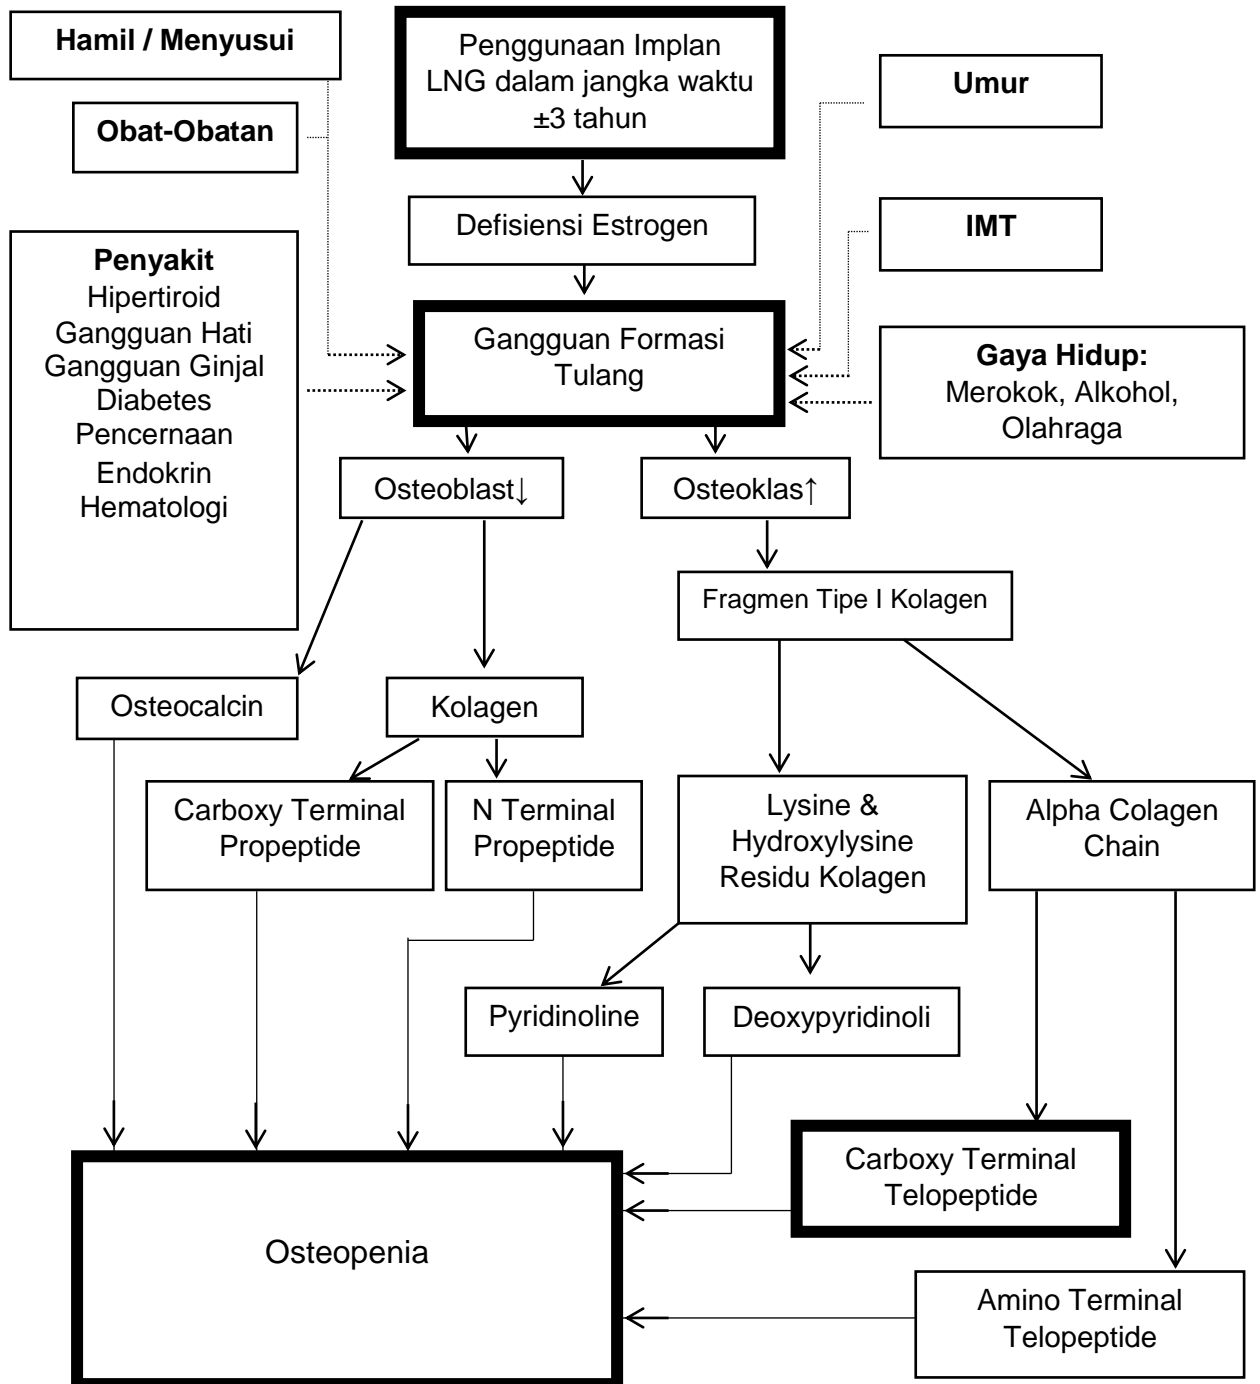 Hamil / Menyusui
Penggunaan Implan
LNG dalam jangka waktu
±3 tahun
Umur
Obat-Obatan
Defisiensi Estrogen
IMT
Penyakit
Hipertiroid
Gangguan Hati
Gangguan Ginjal
Diabetes
Pencernaan
Endokrin
Hematologi
Gangguan Formasi
Tulang
Gaya Hidup:
Merokok, Alkohol,
Olahraga
Osteoblast↓
Osteoklas↑
Fragmen Tipe I Kolagen
Osteocalcin
Kolagen
Carboxy Terminal
Propeptide
N Terminal
Propeptide
Lysine &
Hydroxylysine
Residu Kolagen
Alpha Colagen
Chain
Pyridinoline
Deoxypyridinoli
Carboxy Terminal
Telopeptide
Osteopenia
Amino Terminal
Telopeptide